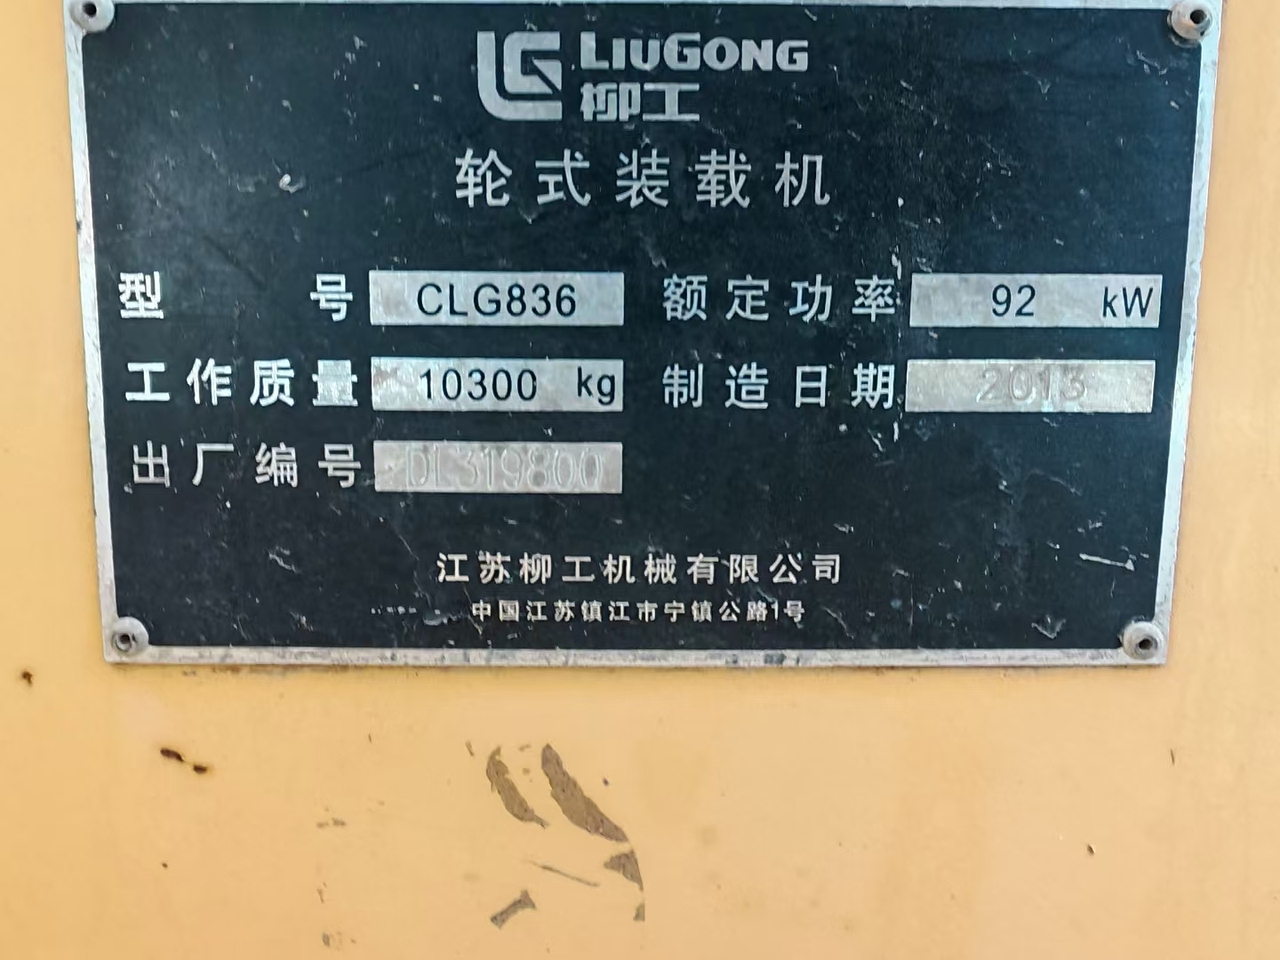 LIUGONG
柳工
轮式装载机
型号 CLG836 额定功率 92 kW
工作质量 10300 kg 制造日期 2013
出厂编号 DL319800
江苏柳工机械有限公司
中国江苏镇江市宁镇公路1号